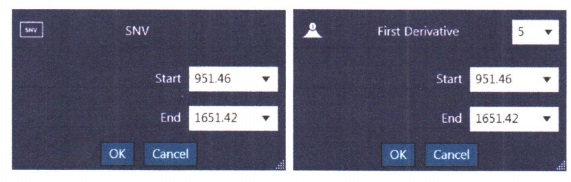 SNV
SNV
Start 951.46
End 1651.42
OK Cancel
First Derivative 5
Start 951.46
End 1651.42
OK Cancel